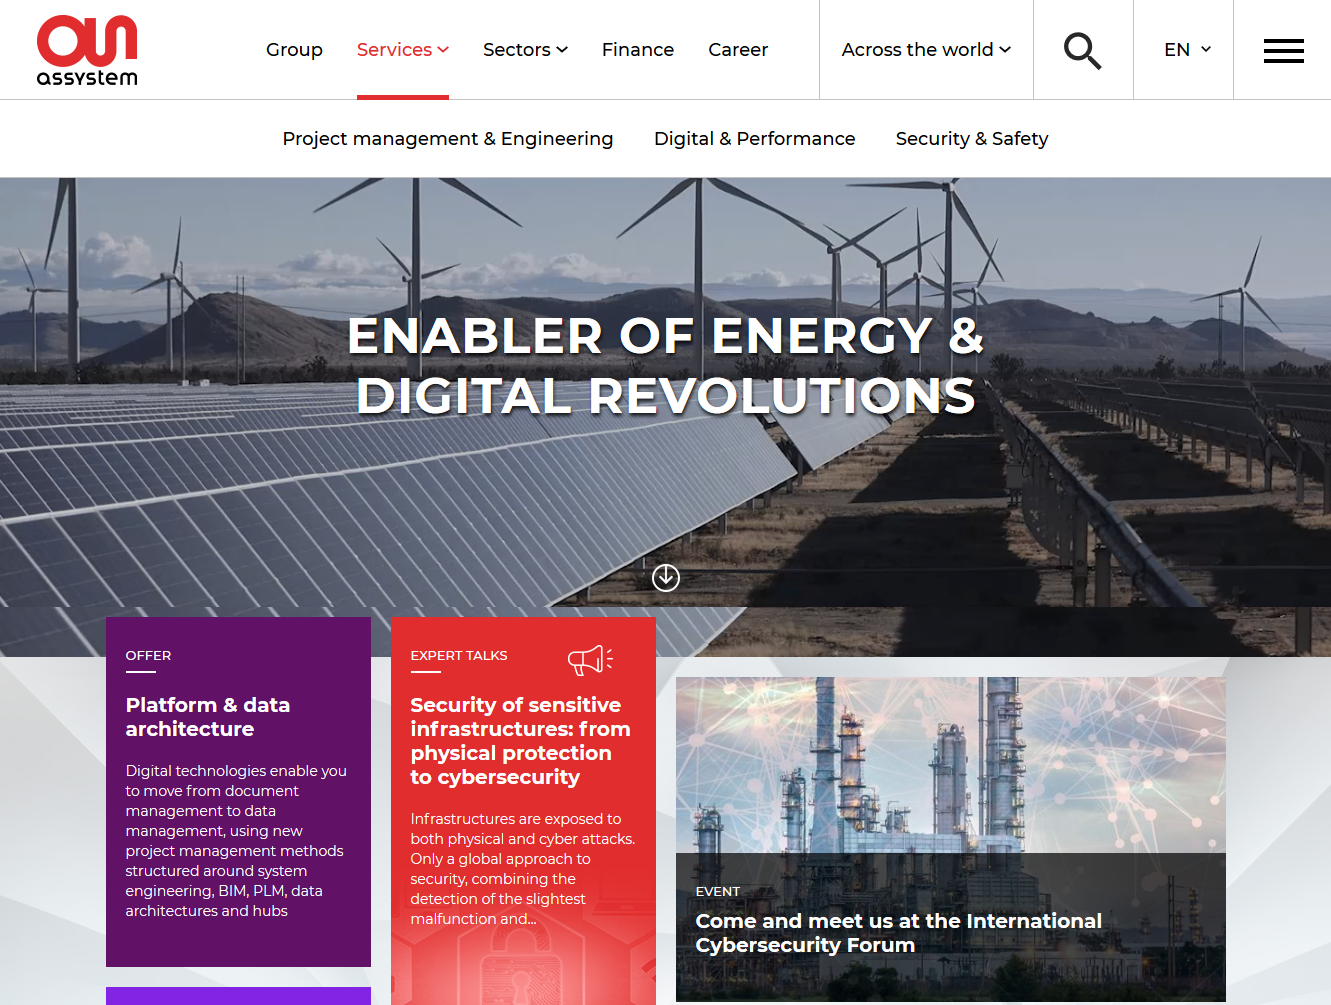 assystem
Group Services Sectors Finance Career Across the world EN
Project management & Engineering Digital & Performance Security & Safety
ENABLER OF ENERGY &
DIGITAL REVOLUTIONS
OFFER
Platform & data
architecture
Digital technologies enable you
to move from document
management to data
management, using new
project management methods
structured around system
engineering, BIM, PLM, data
architectures and hubs
EXPERT TALKS
Security of sensitive
infrastructures: from
physical protection
to cybersecurity
Infrastructures are exposed to
both physical and cyber attacks.
Only a global approach to
security, combining the
detection of the slightest
malfunction and...
EVENT
Come and meet us at the International
Cybersecurity Forum